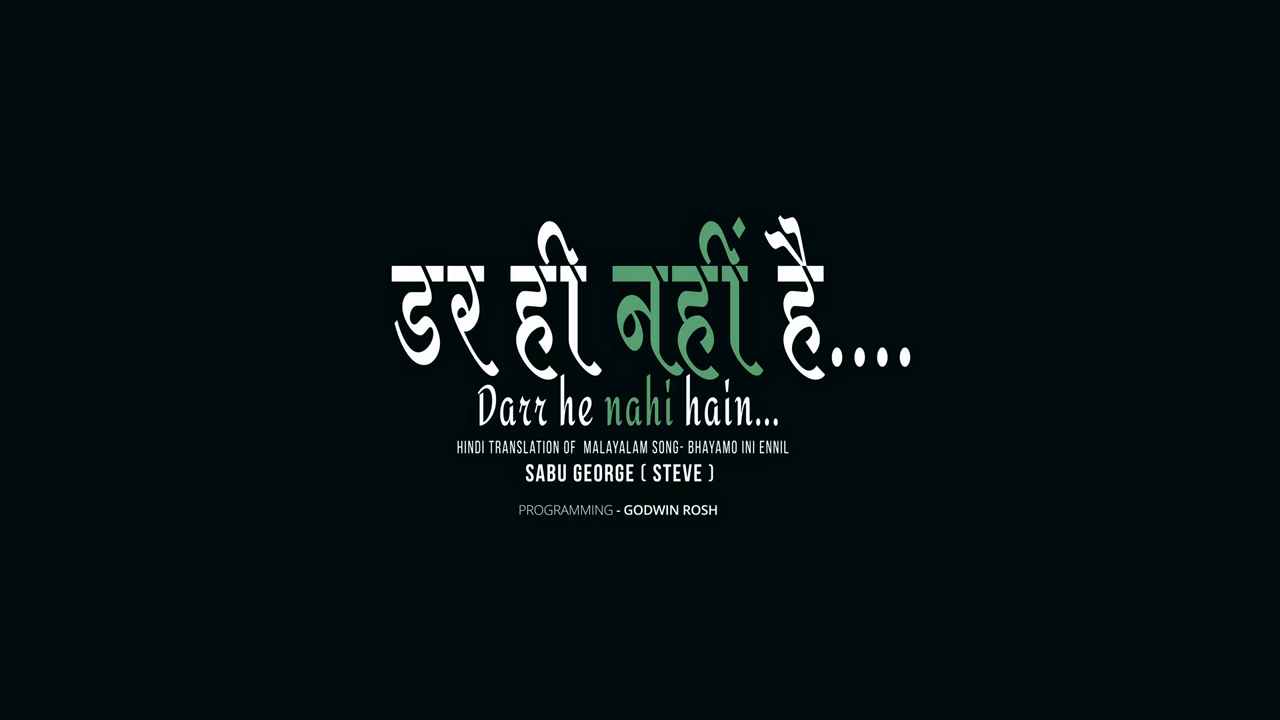 डर ही नहीं है....
Darr he nahi hain...
HINDI TRANSLATION OF MALAYALAM SONG- BHAYAMO INI ENNIL
SABU GEORGE ( STEVE )
PROGRAMMING - GODWIN ROSH